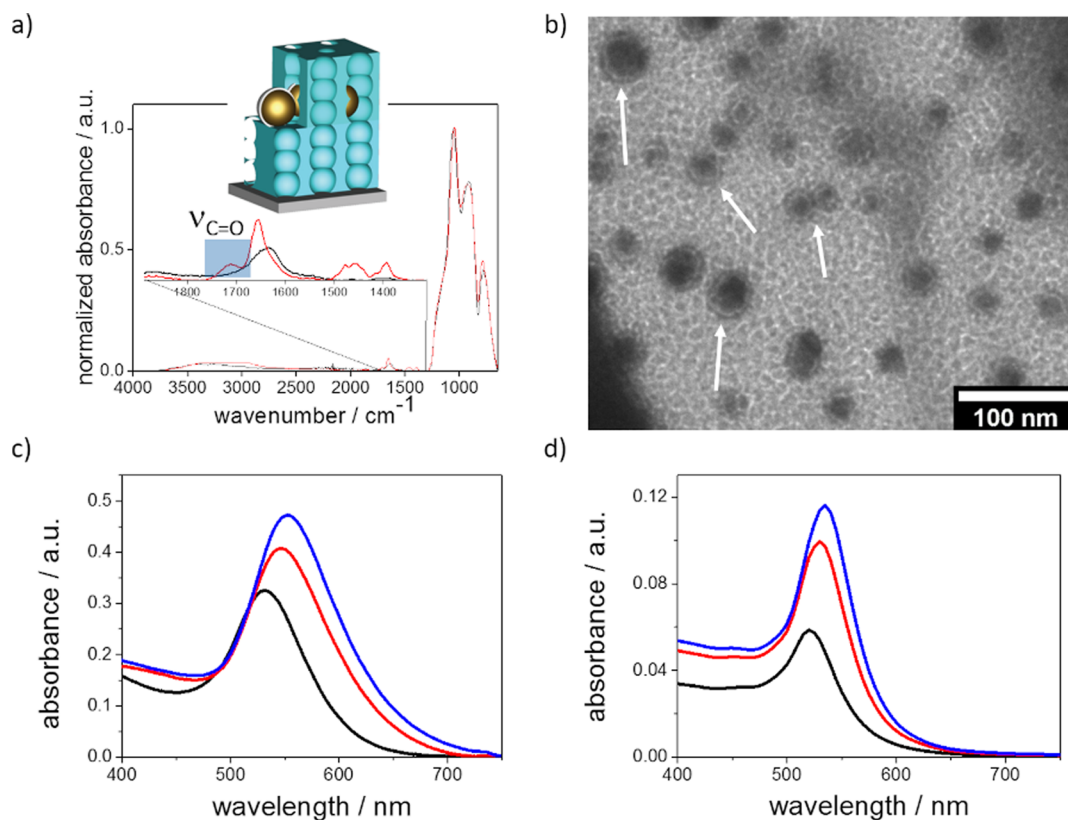 a)
normalized absorbance / a.u.
1.0
0.5
0.0
νC=O
1800 1700 1600 1500 1400
4000 3500 3000 2500 2000 1500 1000
wavenumber / cm-1
b)
100 nm
c)
absorbance / a.u.
0.5
0.4
0.3
0.2
0.1
0.0
400 500 600 700
wavelength / nm
d)
absorbance / a.u.
0.12
0.08
0.04
0.00
400 500 600 700
wavelength / nm